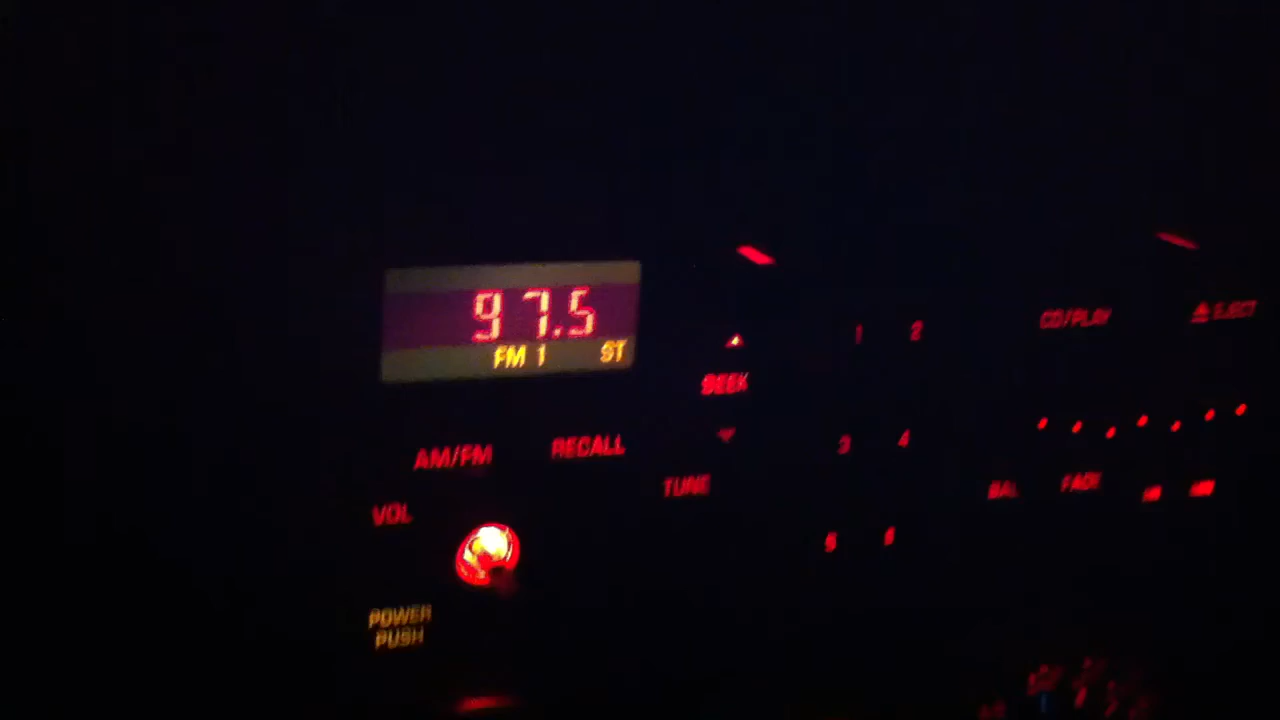 97.5
FM 1 ST
AM/FM RECALL
VOL
POWER
PUSH
SEEK
TUNE
1 2
3 4
5 6
CD/PLAY EJECT
BAL FADE